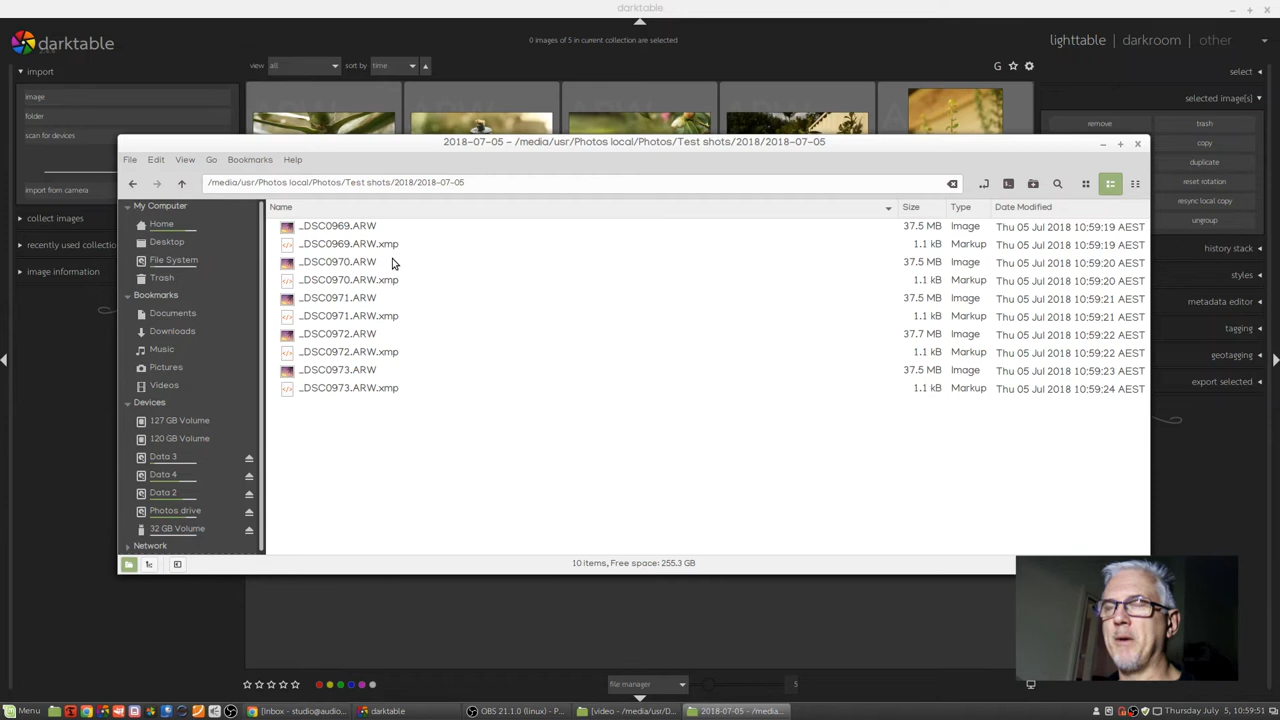 darktable
darktable
0 images of 5 in current collection are selected
lighttable
darkroom
other
import
view
all
sort by
time
G
select
image
selected image[s]
folder
remove
trash
scan for devices
copy
duplicate
import from camera
reset rotation
resync local copy
ungroup
collect images
recently used collectio
image information
history stack
styles
metadata editor
tagging
geotagging
export selected
2018-07-05 – /media/usr/Photos local/Photos/Test shots/2018/2018-07-05
File Edit View Go Bookmarks Help
/media/usr/Photos local/Photos/Test shots/2018/2018-07-05
My Computer
Home
Desktop
File System
Trash
Bookmarks
Documents
Downloads
Music
Pictures
Videos
Devices
127 GB Volume
120 GB Volume
Data 3
Data 4
Data 2
Photos drive
32 GB Volume
Network
Name Size Type Date Modified
_DSC0969.ARW 37.5 MB Image Thu 05 Jul 2018 10:59:19 AEST
_DSC0969.ARW.xmp 1.1 kB Markup Thu 05 Jul 2018 10:59:19 AEST
_DSC0970.ARW 37.5 MB Image Thu 05 Jul 2018 10:59:20 AEST
_DSC0970.ARW.xmp 1.1 kB Markup Thu 05 Jul 2018 10:59:20 AEST
_DSC0971.ARW 37.5 MB Image Thu 05 Jul 2018 10:59:21 AEST
_DSC0971.ARW.xmp 1.1 kB Markup Thu 05 Jul 2018 10:59:21 AEST
_DSC0972.ARW 37.7 MB Image Thu 05 Jul 2018 10:59:22 AEST
_DSC0972.ARW.xmp 1.1 kB Markup Thu 05 Jul 2018 10:59:22 AEST
_DSC0973.ARW 37.5 MB Image Thu 05 Jul 2018 10:59:23 AEST
_DSC0973.ARW.xmp 1.1 kB Markup Thu 05 Jul 2018 10:59:24 AEST
10 items, Free space: 255.3 GB
file manager
5
Menu
[Inbox - studio@audio...
darktable
OBS 21.1.0 (linux) - P...
[video - /media/usr/D...
2018-07-05 - /media...
Thursday July 5, 10:59:51